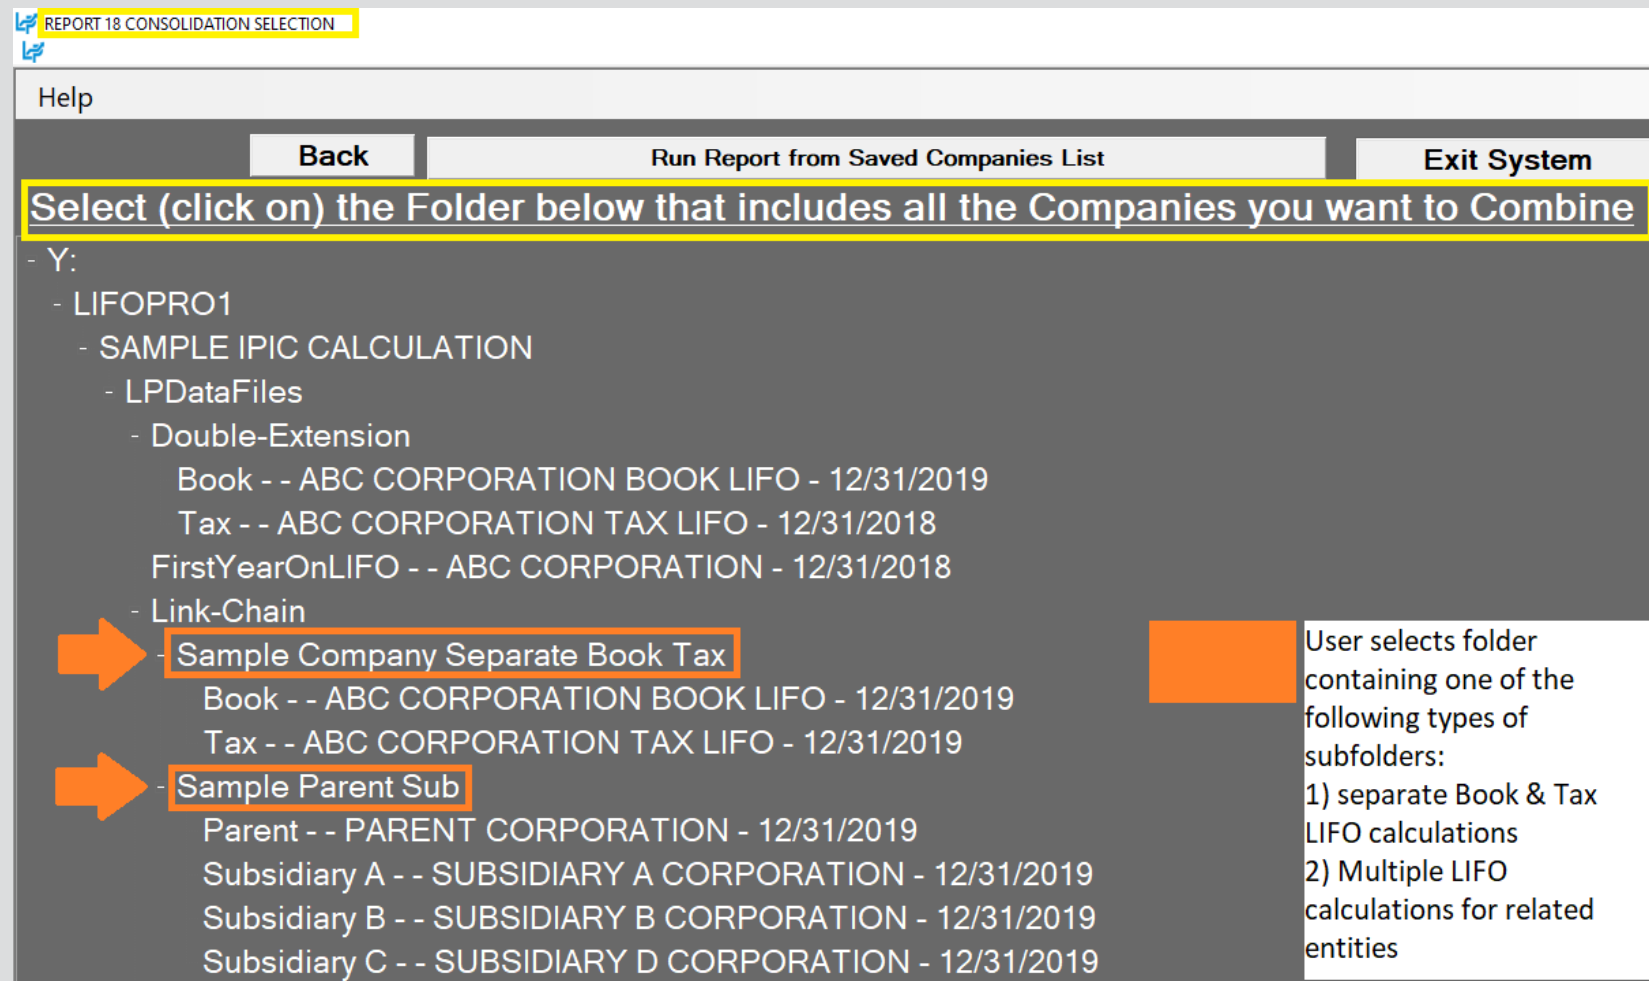 REPORT 18 CONSOLIDATION SELECTION
Help
Back
Run Report from Saved Companies List
Exit System
Select (click on) the Folder below that includes all the Companies you want to Combine
- Y:
- LIFOPRO1
- SAMPLE IPIC CALCULATION
- LPDataFiles
- Double-Extension
Book - - ABC CORPORATION BOOK LIFO - 12/31/2019
Tax - - ABC CORPORATION TAX LIFO - 12/31/2018
FirstYearOnLIFO - - ABC CORPORATION - 12/31/2018
- Link-Chain
- Sample Company Separate Book Tax
Book - - ABC CORPORATION BOOK LIFO - 12/31/2019
Tax - - ABC CORPORATION TAX LIFO - 12/31/2019
- Sample Parent Sub
Parent - - PARENT CORPORATION - 12/31/2019
Subsidiary A - - SUBSIDIARY A CORPORATION - 12/31/2019
Subsidiary B - - SUBSIDIARY B CORPORATION - 12/31/2019
Subsidiary C - - SUBSIDIARY D CORPORATION - 12/31/2019
User selects folder
containing one of the
following types of
subfolders:
1) separate Book & Tax
LIFO calculations
2) Multiple LIFO
calculations for related
entities